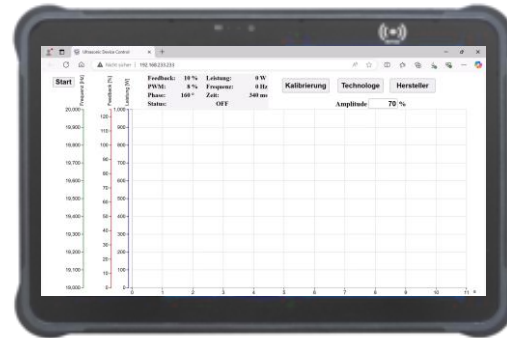 Ultrasonic Device Control
Nicht sicher | 192.168.233.233
Start
Frequenz [Hz]
Feedback [%]
Leistung [W]
Feedback: 10 % Leistung: 0 W
PWM: 8 % Frequenz: 0 Hz
Phase: 160 ° Zeit: 340 ms
Status: OFF
Kalibrierung Technologe Hersteller
Amplitude 70 %
20,000 120 1,000
19,900 110 900
19,800 100 800
19,700 90 700
19,600 80 600
19,500 70 500
19,400 60 400
19,300 50 300
19,200 30 200
19,100 20 100
19,000 10 0
0
0 1 2 3 4 5 6 7 8 9 10 11 s